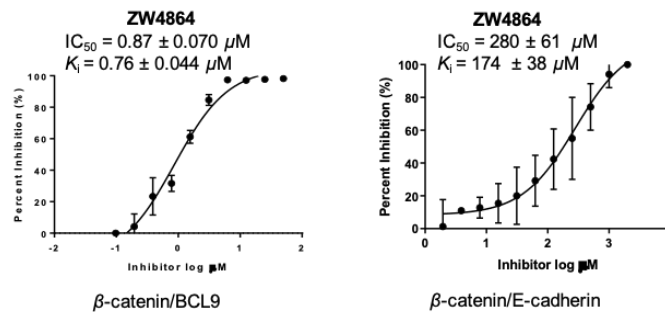 ZW4864
IC50 = 0.87 ± 0.070 µM
Ki = 0.76 ± 0.044 µM
Percent Inhibition (%)
100
80
60
40
20
0
-2
-1
0
1
2
Inhibitor log µM
β-catenin/BCL9
ZW4864
IC50 = 280 ± 61 µM
Ki = 174 ± 38 µM
Percent Inhibition (%)
100
80
60
40
20
0
0
1
2
3
Inhibitor log µM
β-catenin/E-cadherin